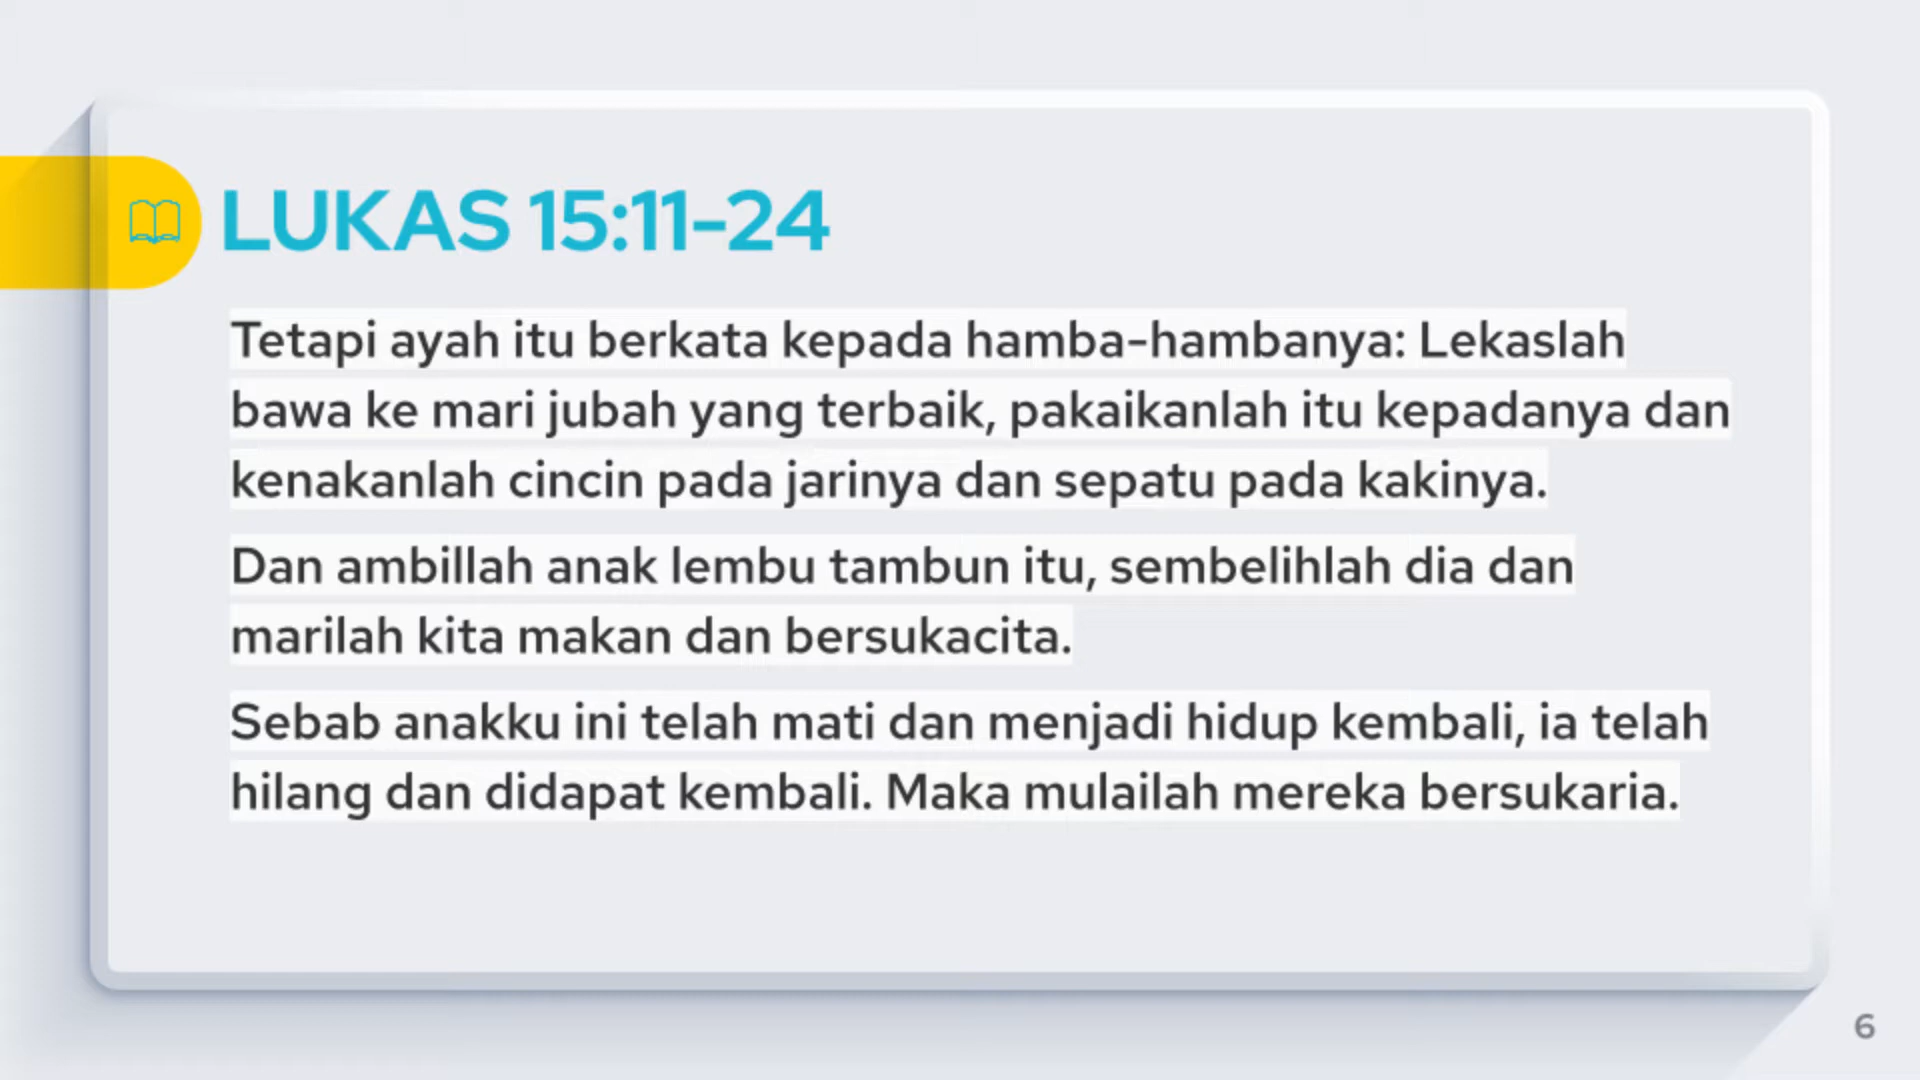 LUKAS 15:11-24
Tetapi ayah itu berkata kepada hamba-hambanya: Lekaslah
bawa ke mari jubah yang terbaik, pakaikanlah itu kepadanya dan
kenakanlah cincin pada jarinya dan sepatu pada kakinya.
Dan ambillah anak lembu tambun itu, sembelihlah dia dan
marilah kita makan dan bersukacita.
Sebab anakku ini telah mati dan menjadi hidup kembali, ia telah
hilang dan didapat kembali. Maka mulailah mereka bersukaria.
6